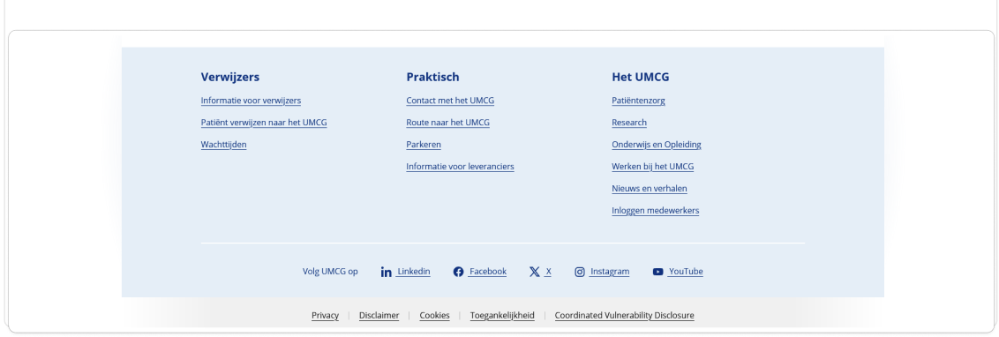 Verwijzers
Informatie voor verwijzers
Patiënt verwijzen naar het UMCG
Wachttijden
Praktisch
Contact met het UMCG
Route naar het UMCG
Parkeren
Informatie voor leveranciers
Het UMCG
Patiëntenzorg
Research
Onderwijs en Opleiding
Werken bij het UMCG
Nieuws en verhalen
Inloggen medewerkers
Volg UMCG op Linkedin Facebook X Instagram YouTube
Privacy | Disclaimer | Cookies | Toegankelijkheid | Coordinated Vulnerability Disclosure